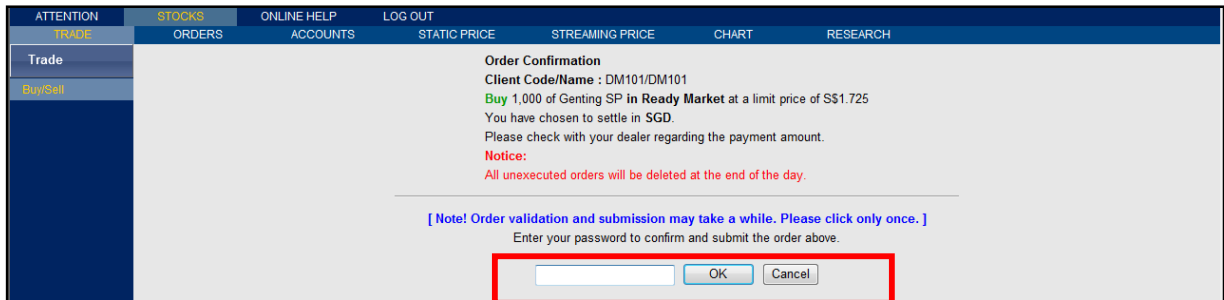 ATTENTION STOCKS ONLINE HELP LOG OUT
TRADE ORDERS ACCOUNTS STATIC PRICE STREAMING PRICE CHART RESEARCH
Trade
Buy/Sell
Order Confirmation
Client Code/Name : DM101/DM101
Buy 1,000 of Genting SP in Ready Market at a limit price of S$1.725
You have chosen to settle in SGD.
Please check with your dealer regarding the payment amount.
Notice:
All unexecuted orders will be deleted at the end of the day.
[ Note! Order validation and submission may take a while. Please click only once. ]
Enter your password to confirm and submit the order above.
OK Cancel